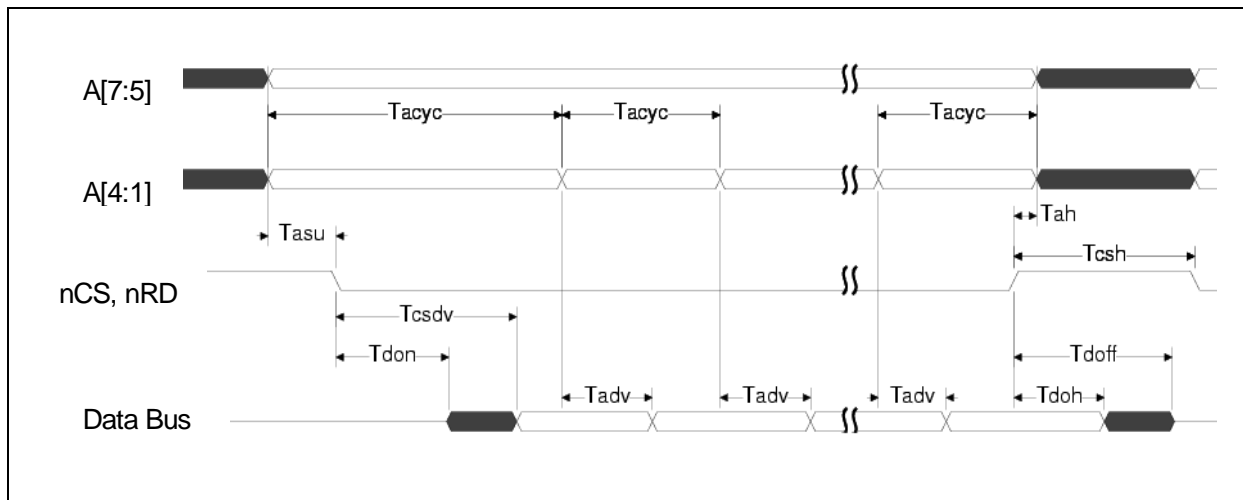 A[7:5]
Tacyc Tacyc Tacyc
A[4:1]
Tah
Tasu
Tcsh
nCS, nRD
Tcsdv
Tdon Tdoff
Tadv Tadv Tadv Tdoh
Data Bus